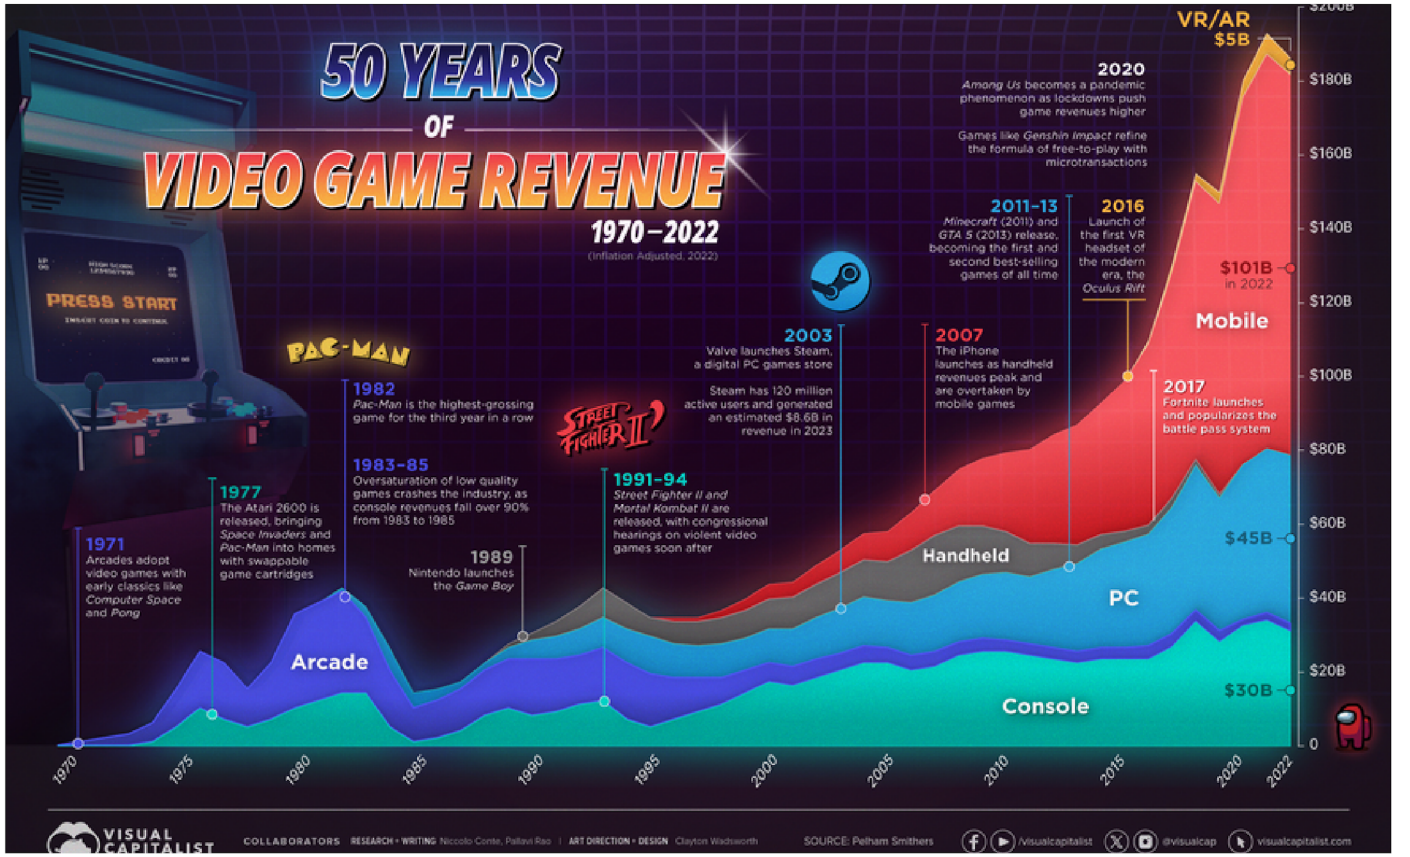 50 YEARS
OF
VIDEO GAME REVENUE
1970–2022
(Inflation Adjusted, 2022)
HIGH-SCORE
PRESS START
INSERT COIN TO CONTINUE
CREDIT 00
PAC-MAN
1971
Arcades adopt
video games with
early classics like
Computer Space
and Pong
1977
The Atari 2600 is
released, bringing
Space Invaders and
Pac-Man into homes
with swappable
game cartridges
1982
Pac-Man is the highest-grossing
game for the third year in a row
1983–85
Oversaturation of low quality
games crashes the industry, as
console revenues fall over 90%
from 1983 to 1985
1989
Nintendo launches
the Game Boy
STREET
FIGHTER II'
1991–94
Street Fighter II and
Mortal Kombat II are
released, with congressional
hearings on violent video
games soon after
2003
Valve launches Steam,
a digital PC games store
Steam has 120 million
active users and generated
an estimated $8.6B in
revenue in 2023
2007
The iPhone
launches as handheld
revenues peak and
are overtaken by
mobile games
2011–13
Minecraft (2011) and
GTA 5 (2013) release,
becoming the first and
second best-selling
games of all time
2016
Launch of
the first VR
headset of
the modern
era, the
Oculus Rift
2017
Fortnite launches
and popularizes the
battle pass system
2020
Among Us becomes a pandemic
phenomenon as lockdowns push
game revenues higher
Games like Genshin Impact refine
the formula of free-to-play with
microtransactions
VR/AR
$5B
$101B
in 2022
Mobile
Handheld
PC
$45B
Arcade
Console
$30B
$200B
$180B
$160B
$140B
$120B
$100B
$80B
$60B
$40B
$20B
0
1970
1975
1980
1985
1990
1995
2000
2005
2010
2015
2020
2022
VISUAL
CAPITALIST
COLLABORATORS RESEARCH + WRITING Niccolo Conte, Pallavi Rao | ART DIRECTION + DESIGN Clayton Wadsworth
SOURCE: Pelham Smithers
/visualcapitalist
@visualcap
visualcapitalist.com